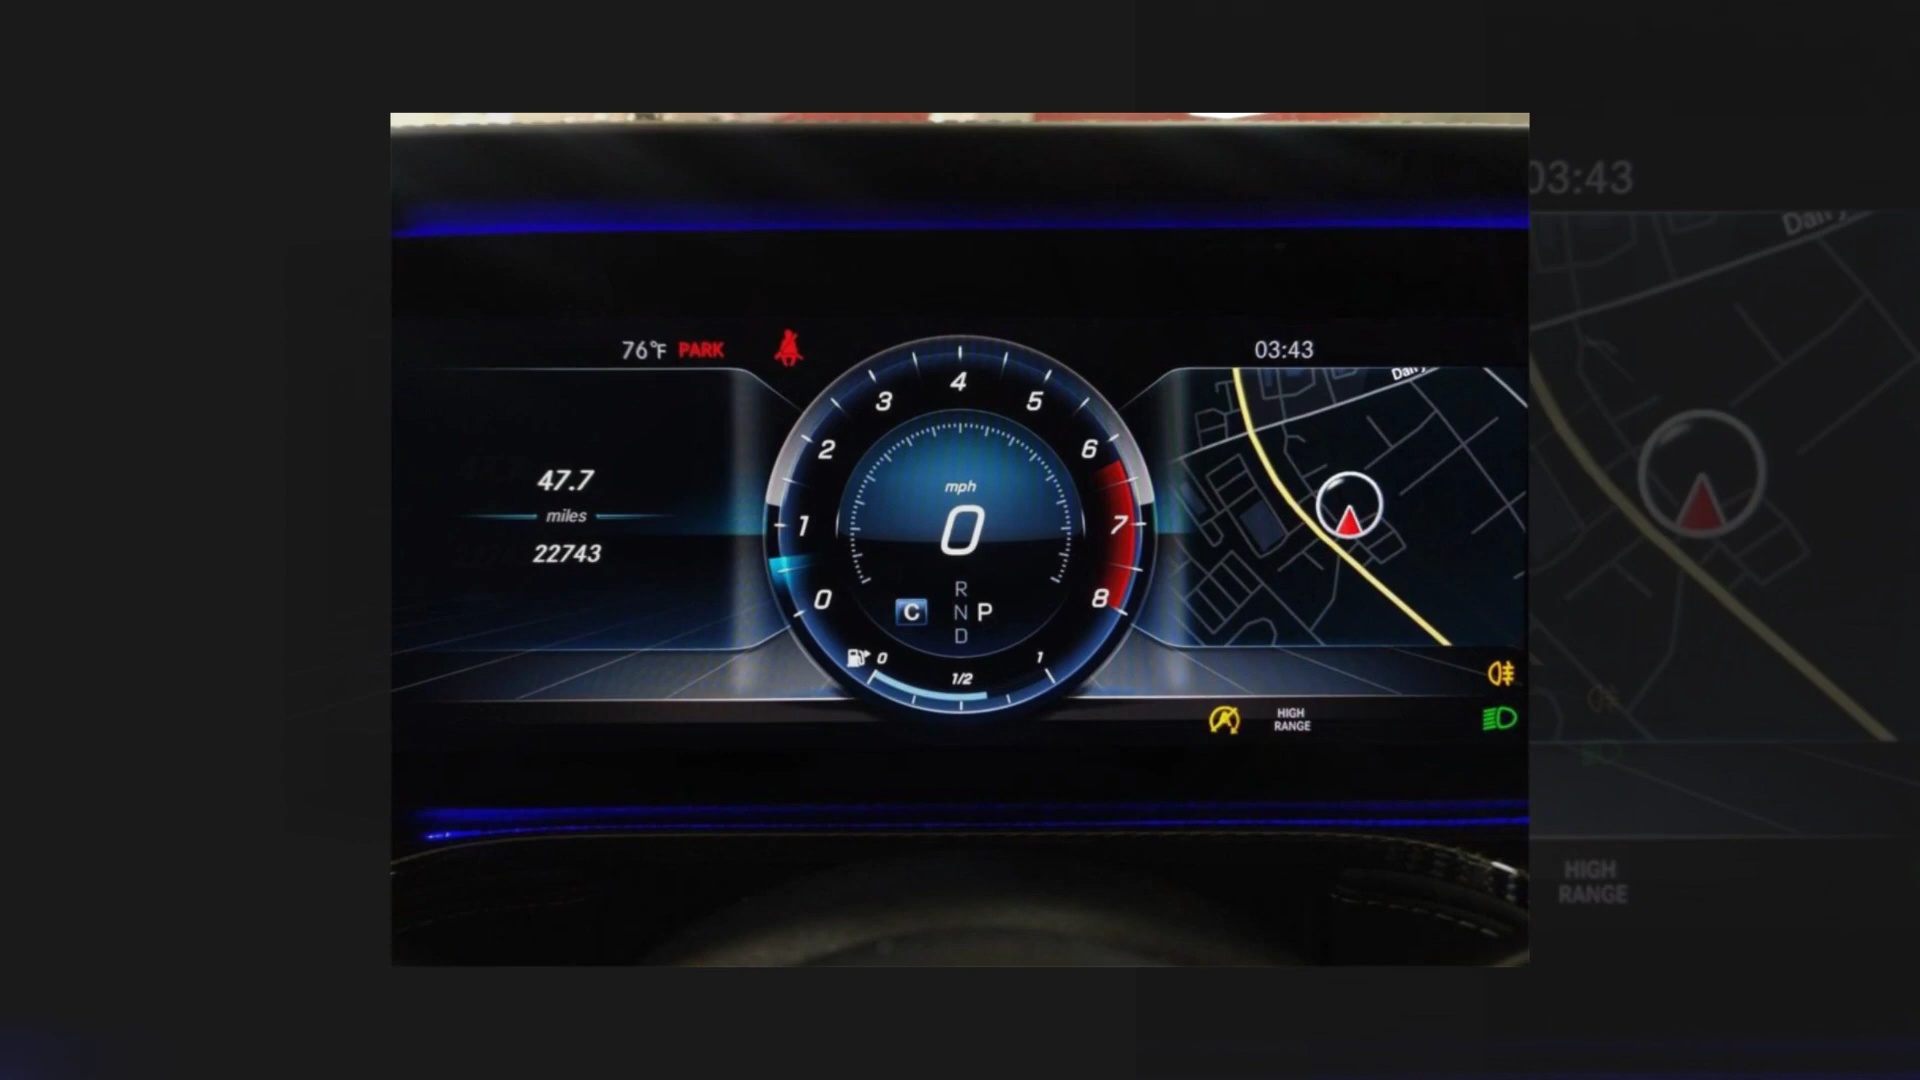 76°F PARK
03:43
47.7
miles
22743
0
1
2
3
4
5
6
7
8
mph
0
R
N P
D
C
0 1/2 1
HIGH
RANGE
03:43
HIGH
RANGE